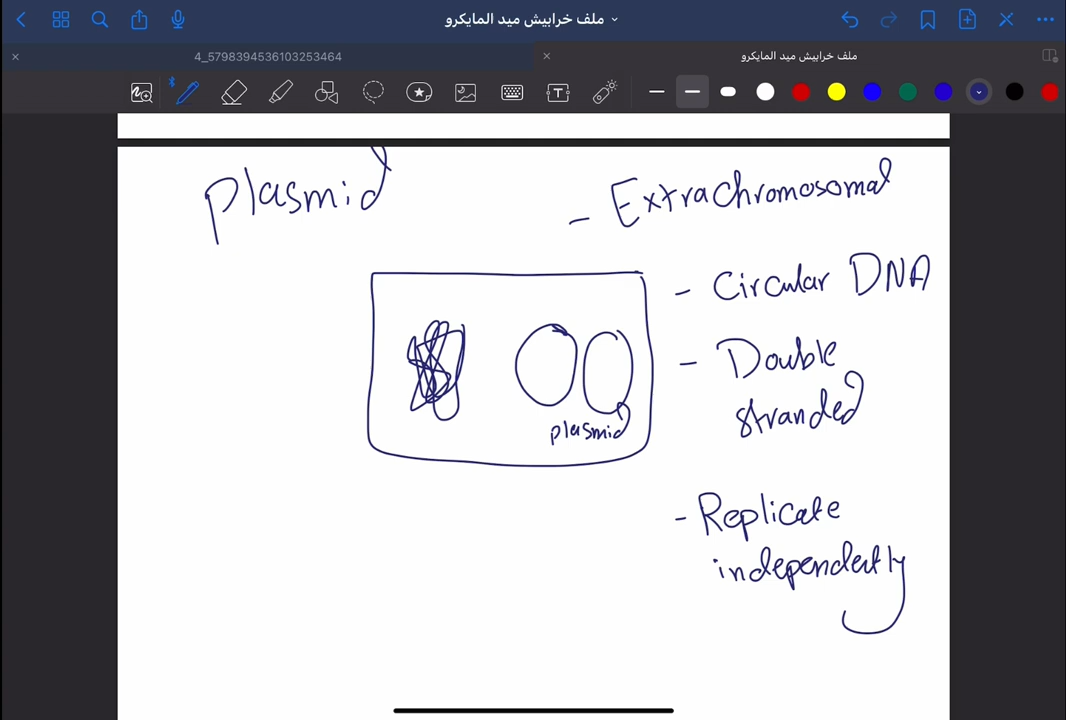 ملف خرابيش ميد المايكرو
4_5798394536103253464
ملف خرابيش ميد المايكرو
plasmid
- Extrachromosomal
- Circular DNA
- Double
stranded
plasmid
- Replicate
independently